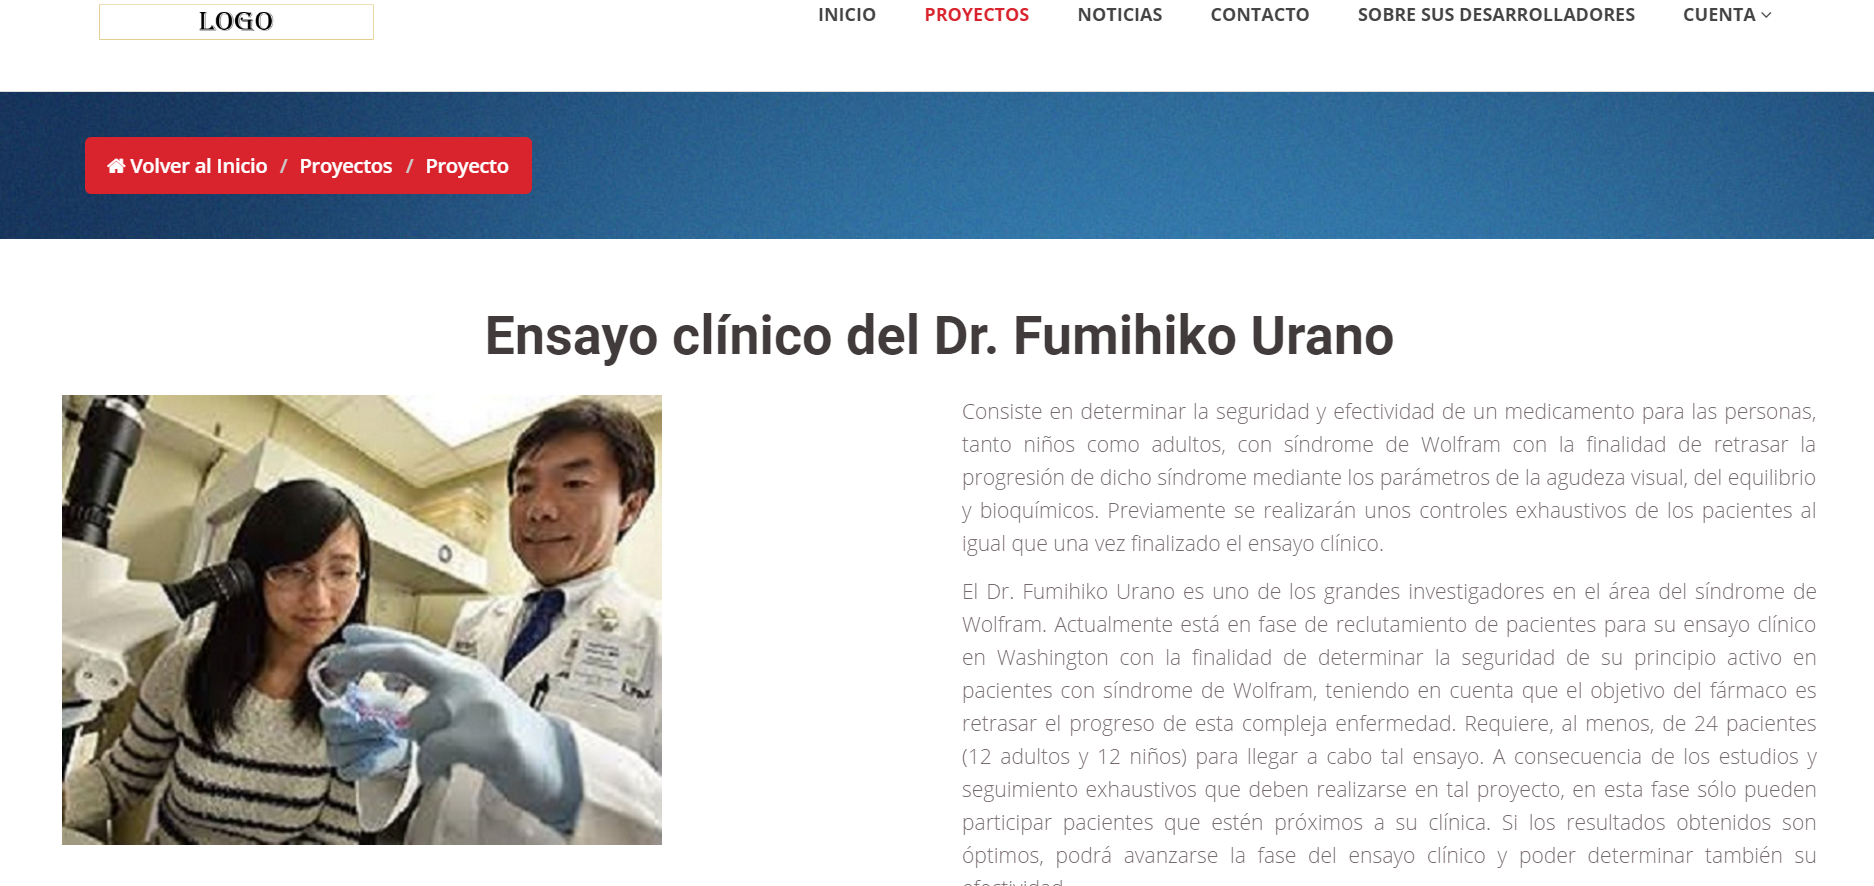 LOGO
INICIO PROYECTOS NOTICIAS CONTACTO SOBRE SUS DESARROLLADORES CUENTA
Volver al Inicio / Proyectos / Proyecto
Ensayo clínico del Dr. Fumihiko Urano
Consiste en determinar la seguridad y efectividad de un medicamento para las personas,
tanto niños como adultos, con síndrome de Wolfram con la finalidad de retrasar la
progresión de dicho síndrome mediante los parámetros de la agudeza visual, del equilibrio
y bioquímicos. Previamente se realizarán unos controles exhaustivos de los pacientes al
igual que una vez finalizado el ensayo clínico.
El Dr. Fumihiko Urano es uno de los grandes investigadores en el área del síndrome de
Wolfram. Actualmente está en fase de reclutamiento de pacientes para su ensayo clínico
en Washington con la finalidad de determinar la seguridad de su principio activo en
pacientes con síndrome de Wolfram, teniendo en cuenta que el objetivo del fármaco es
retrasar el progreso de esta compleja enfermedad. Requiere, al menos, de 24 pacientes
(12 adultos y 12 niños) para llegar a cabo tal ensayo. A consecuencia de los estudios y
seguimiento exhaustivos que deben realizarse en tal proyecto, en esta fase sólo pueden
participar pacientes que estén próximos a su clínica. Si los resultados obtenidos son
óptimos, podrá avanzarse la fase del ensayo clínico y poder determinar también su